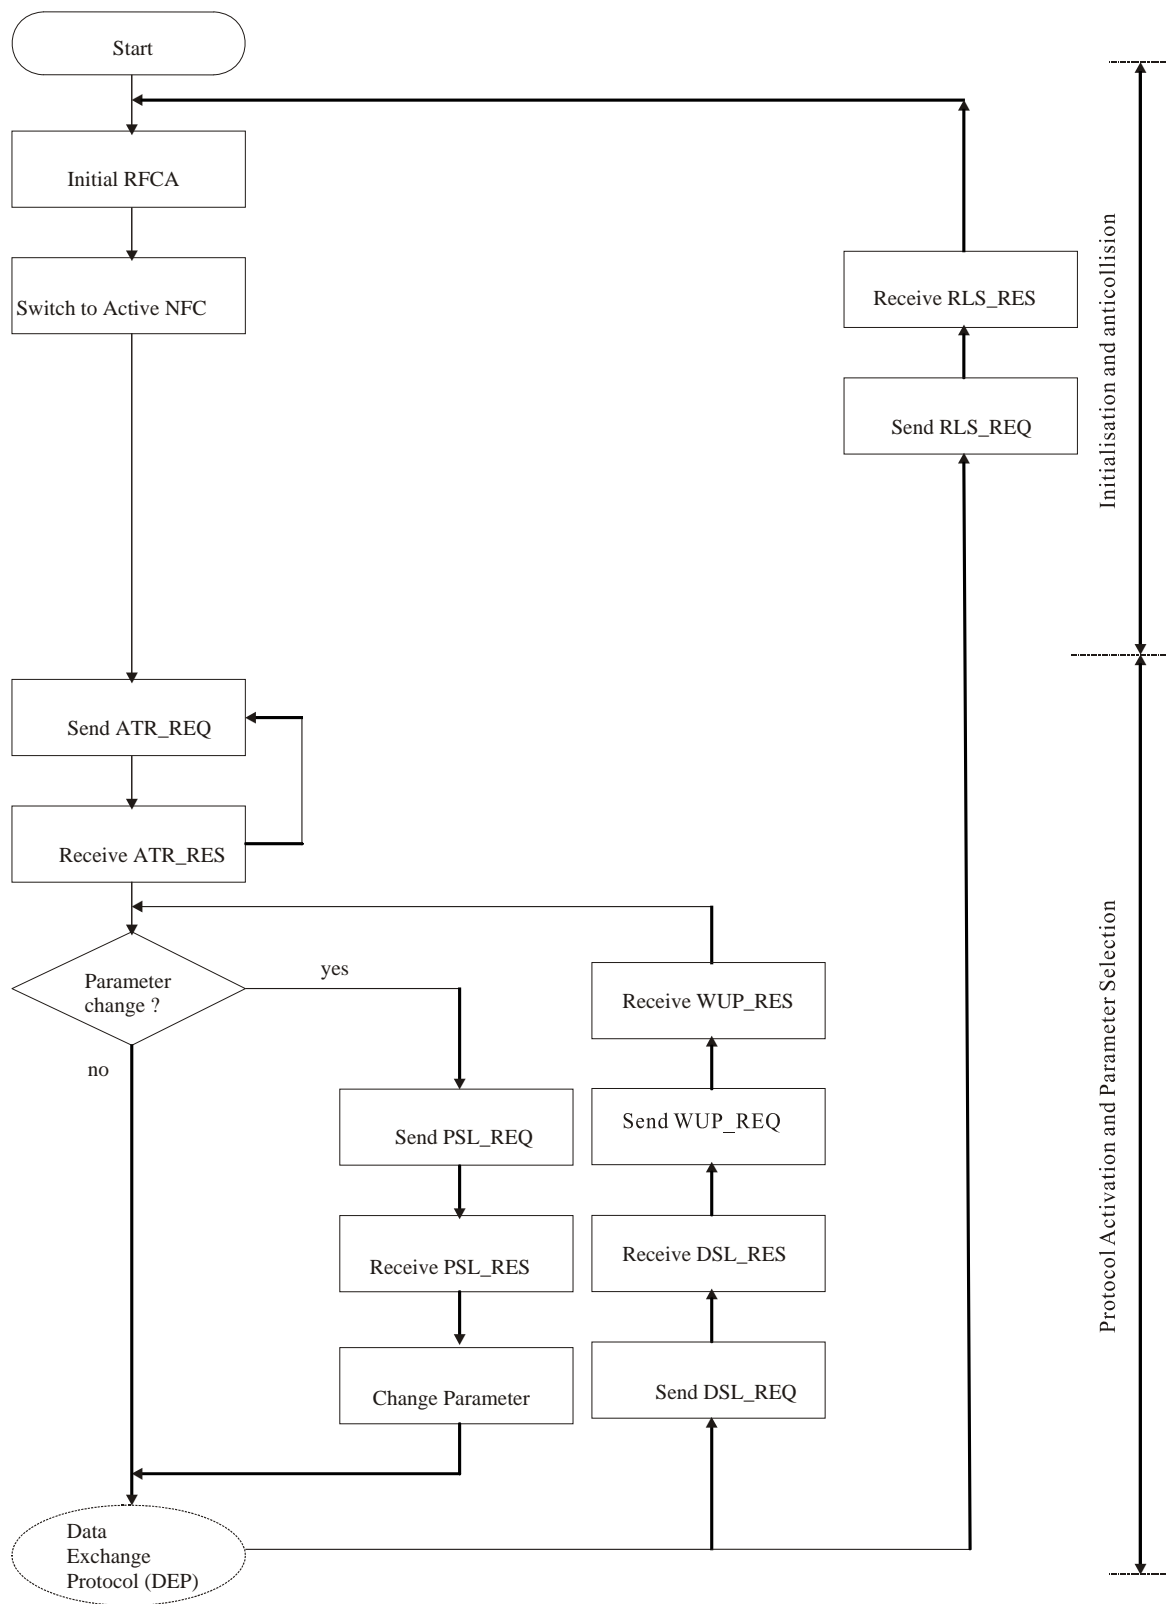 Start
Initial RFCA
Switch to Active NFC
Receive RLS_RES
Send RLS_REQ
Initialisation and anticollision
Send ATR_REQ
Receive ATR_RES
Parameter
change ?
yes
no
Receive WUP_RES
Send WUP_REQ
Send PSL_REQ
Receive PSL_RES
Receive DSL_RES
Change Parameter
Send DSL_REQ
Protocol Activation and Parameter Selection
Data
Exchange
Protocol (DEP)